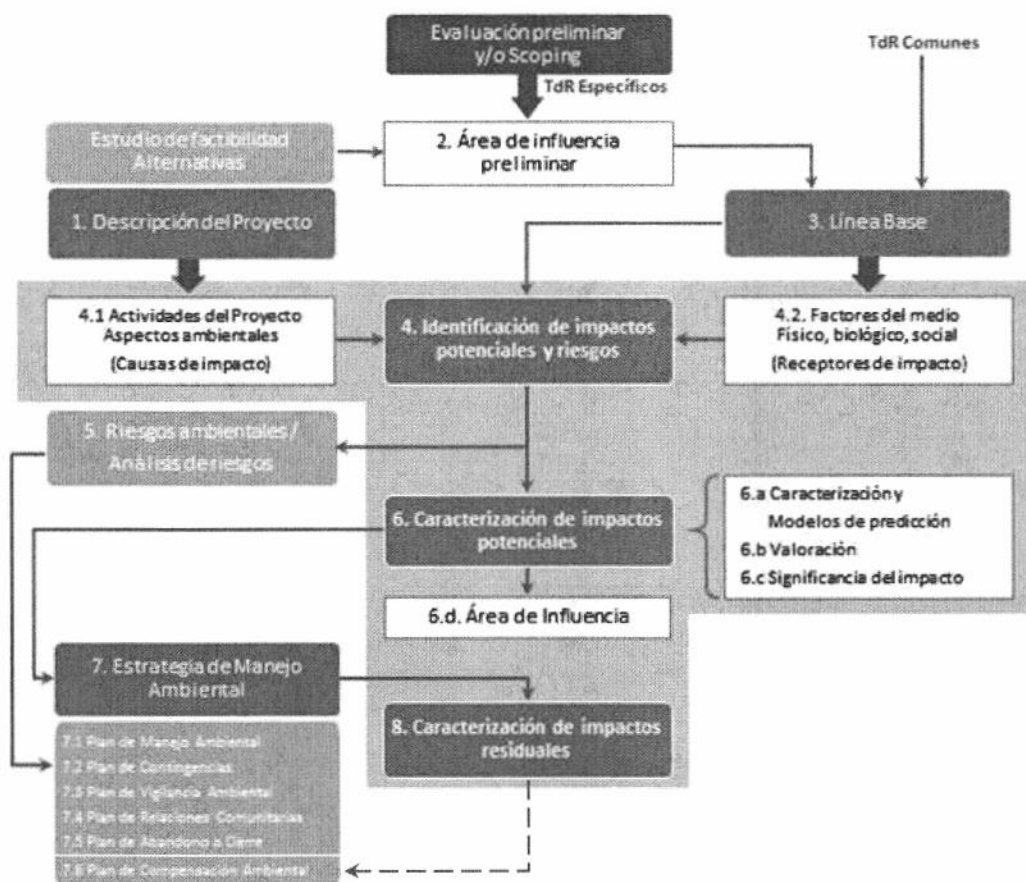 Evaluación preliminar
y/o Scoping
TdR Comunes
TdR Específicos
Estudio de factibilidad
Alternativas
2. Área de influencia
preliminar
1. Descripción del Proyecto
3. Línea Base
4.1 Actividades del Proyecto
Aspectos ambientales
(Causas de impacto)
4. Identificación de impactos
potenciales y riesgos
4.2. Factores del medio
Físico, biológico, social
(Receptores de impacto)
5. Riesgos ambientales /
Análisis de riesgos
6. Caracterización de impactos
potenciales
6.a Caracterización y
Modelos de predicción
6.b Valoración
6.c Significancia del impacto
6.d. Área de Influencia
7. Estrategia de Manejo
Ambiental
8. Caracterización de impactos
residuales
7.1 Plan de Manejo Ambiental
7.2 Plan de Contingencias
7.3 Plan de Vigilancia Ambiental
7.4 Plan de Relaciones Comunitarias
7.5 Plan de Abandono o Cierre
7.6 Plan de Compensación Ambiental